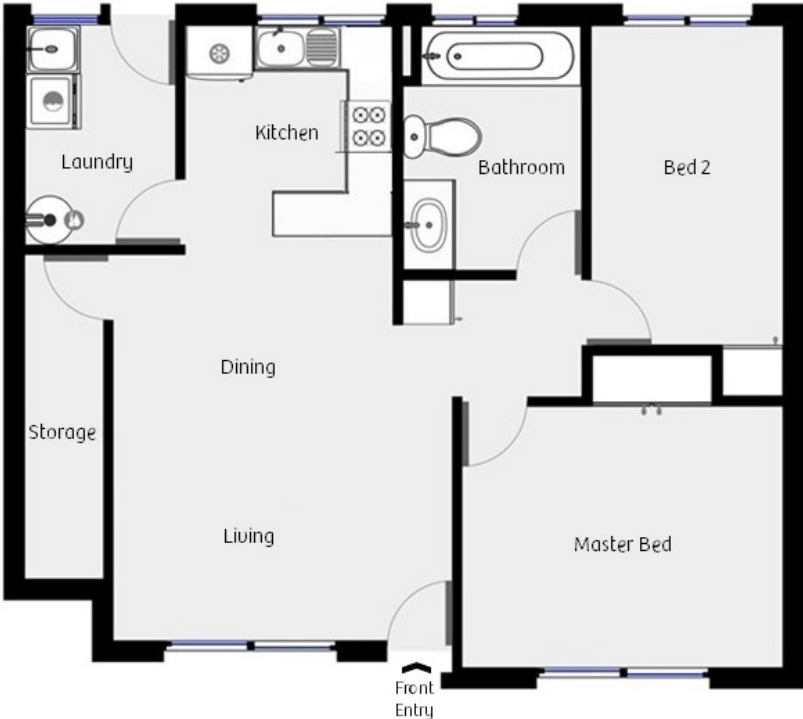 Kitchen
Laundry
Bathroom
Bed 2
Dining
Storage
Living
Master Bed
Front
Entry